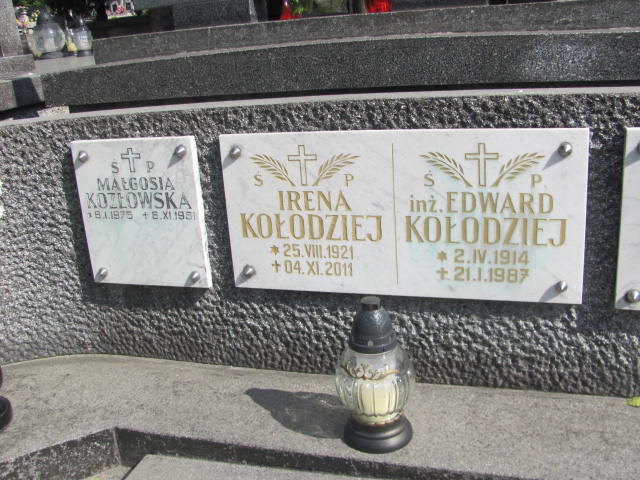 Ś P
MAŁGOSIA
KOZŁOWSKA
* 8.I.1975 + 8.XI.1981
Ś P
IRENA
KOŁODZIEJ
* 25.VIII.1921
+ 04.XI.2011
Ś P.
inż. EDWARD
KOŁODZIEJ
* 2.IV.1914
+ 21.I.1987